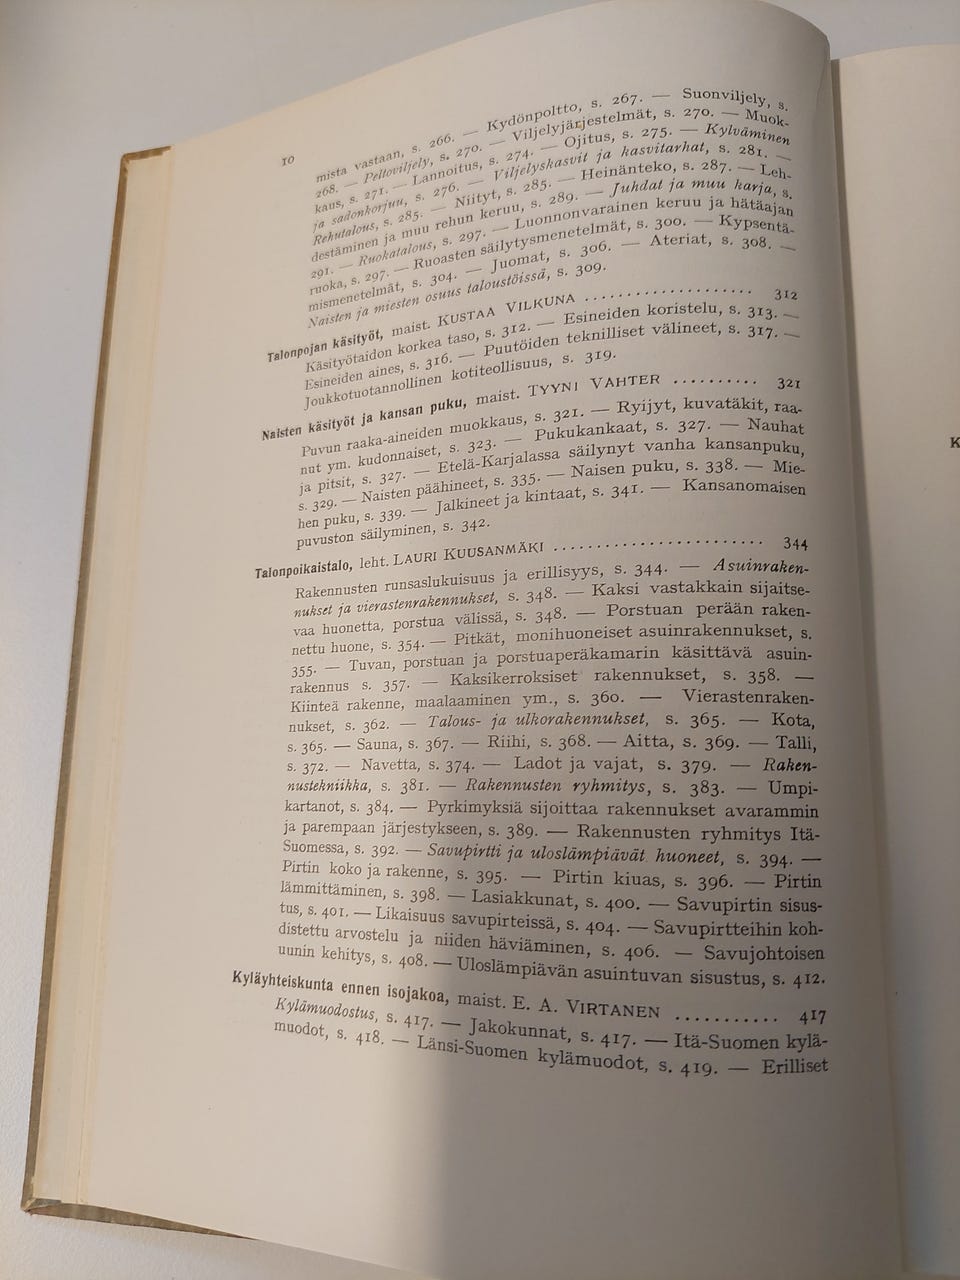 10
mista vastaan, s. 266. — Kydönpoltto, s. 267. — Suonviljely, s.
268. — Peltoviljely, s. 270. — Viljelyjärjestelmät, s. 270. — Muok-
kaus, s. 271. — Lannoitus, s. 274. — Ojitus, s. 275. — Kylväminen
ja sadonkorjuu, s. 276. — Viljelyskasvit ja kasvitarhat, s. 281. —
Rehutalous, s. 285. — Niityt, s. 285. — Heinänteko, s. 287. — Leh-
destäminen ja muu rehun keruu, s. 289. — Juhdat ja muu karja, s.
291. — Ruokatalous, s. 297. — Luonnonvarainen keruu ja hätäajan
ruoka, s. 297. — Ruoasten säilytysmenetelmät, s. 300. — Kypsentä-
mismenetelmät, s. 304. — Juomat, s. 306. — Ateriat, s. 308. —
Naisten ja miesten osuus taloustöissä, s. 309.
Talonpojan käsityöt, maist. KUSTAA VILKUNA .................... 312
Käsityötaidon korkea taso, s. 312. — Esineiden koristelu, s. 313. —
Esineiden aines, s. 316. — Puutöiden teknilliset välineet, s. 317. —
Joukkotuotannollinen kotiteollisuus, s. 319.
Naisten käsityöt ja kansan puku, maist. TYYNI VAHTER .......... 321
Puvun raaka-aineiden muokkaus, s. 321. — Ryijyt, kuvatäkit, raa-
nut ym. kudonnaiset, s. 323. — Pukukankaat, s. 327. — Nauhat
ja pitsit, s. 327. — Etelä-Karjalassa säilynyt vanha kansanpuku,
s. 329. — Naisten päähineet, s. 335. — Naisen puku, s. 338. — Mie-
hen puku, s. 339. — Jalkineet ja kintaat, s. 341. — Kansanomaisen
puvuston säilyminen, s. 342.
Talonpoikaistalo, leht. LAURI KUUSANMÄKI ........................ 344
Rakennusten runsaslukuisuus ja erillisyys, s. 344. — Asuinraken-
nukset ja vierastenrakennukset, s. 348. — Kaksi vastakkain sijaitse-
vaa huonetta, porstua välissä, s. 348. — Porstuan perään raken-
nettu huone, s. 354. — Pitkät, monihuoneiset asuinrakennukset, s.
355. — Tuvan, porstuan ja porstuaperäkamarin käsittävä asuin-
rakennus s. 357. — Kaksikerroksiset rakennukset, s. 358. —
Kiinteä rakenne, maalaaminen ym., s. 360. — Vierastenraken-
nukset, s. 362. — Talous- ja ulkorakennukset, s. 365. — Kota,
s. 365. — Sauna, s. 367. — Riihi, s. 368. — Aitta, s. 369. — Talli,
s. 372. — Navetta, s. 374. — Ladot ja vajat, s. 379. — Raken-
nustekniikka, s. 381. — Rakennusten ryhmitys, s. 383. — Umpi-
kartanot, s. 384. — Pyrkimyksiä sijoittaa rakennukset avarammin
ja parempaan järjestykseen, s. 389. — Rakennusten ryhmitys Itä-
Suomessa, s. 392. — Savupirtti ja uloslämpiävät huoneet, s. 394. —
Pirtin koko ja rakenne, s. 395. — Pirtin kiuas, s. 396. — Pirtin
lämmittäminen, s. 398. — Lasiakkunat, s. 400. — Savupirtin sisus-
tus, s. 401. — Likaisuus savupirteissä, s. 404. — Savupirtteihin koh-
distettu arvostelu ja niiden häviäminen, s. 406. — Savujohtoisen
uunin kehitys, s. 408. — Uloslämpiävän asuintuvan sisustus, s. 412.
Kyläyhteiskunta ennen isojakoa, maist. E. A. VIRTANEN ........... 417
Kylämuodostus, s. 417. — Jakokunnat, s. 417. — Itä-Suomen kylä-
muodot, s. 418. — Länsi-Suomen kylämuodot, s. 419. — Erilliset
K